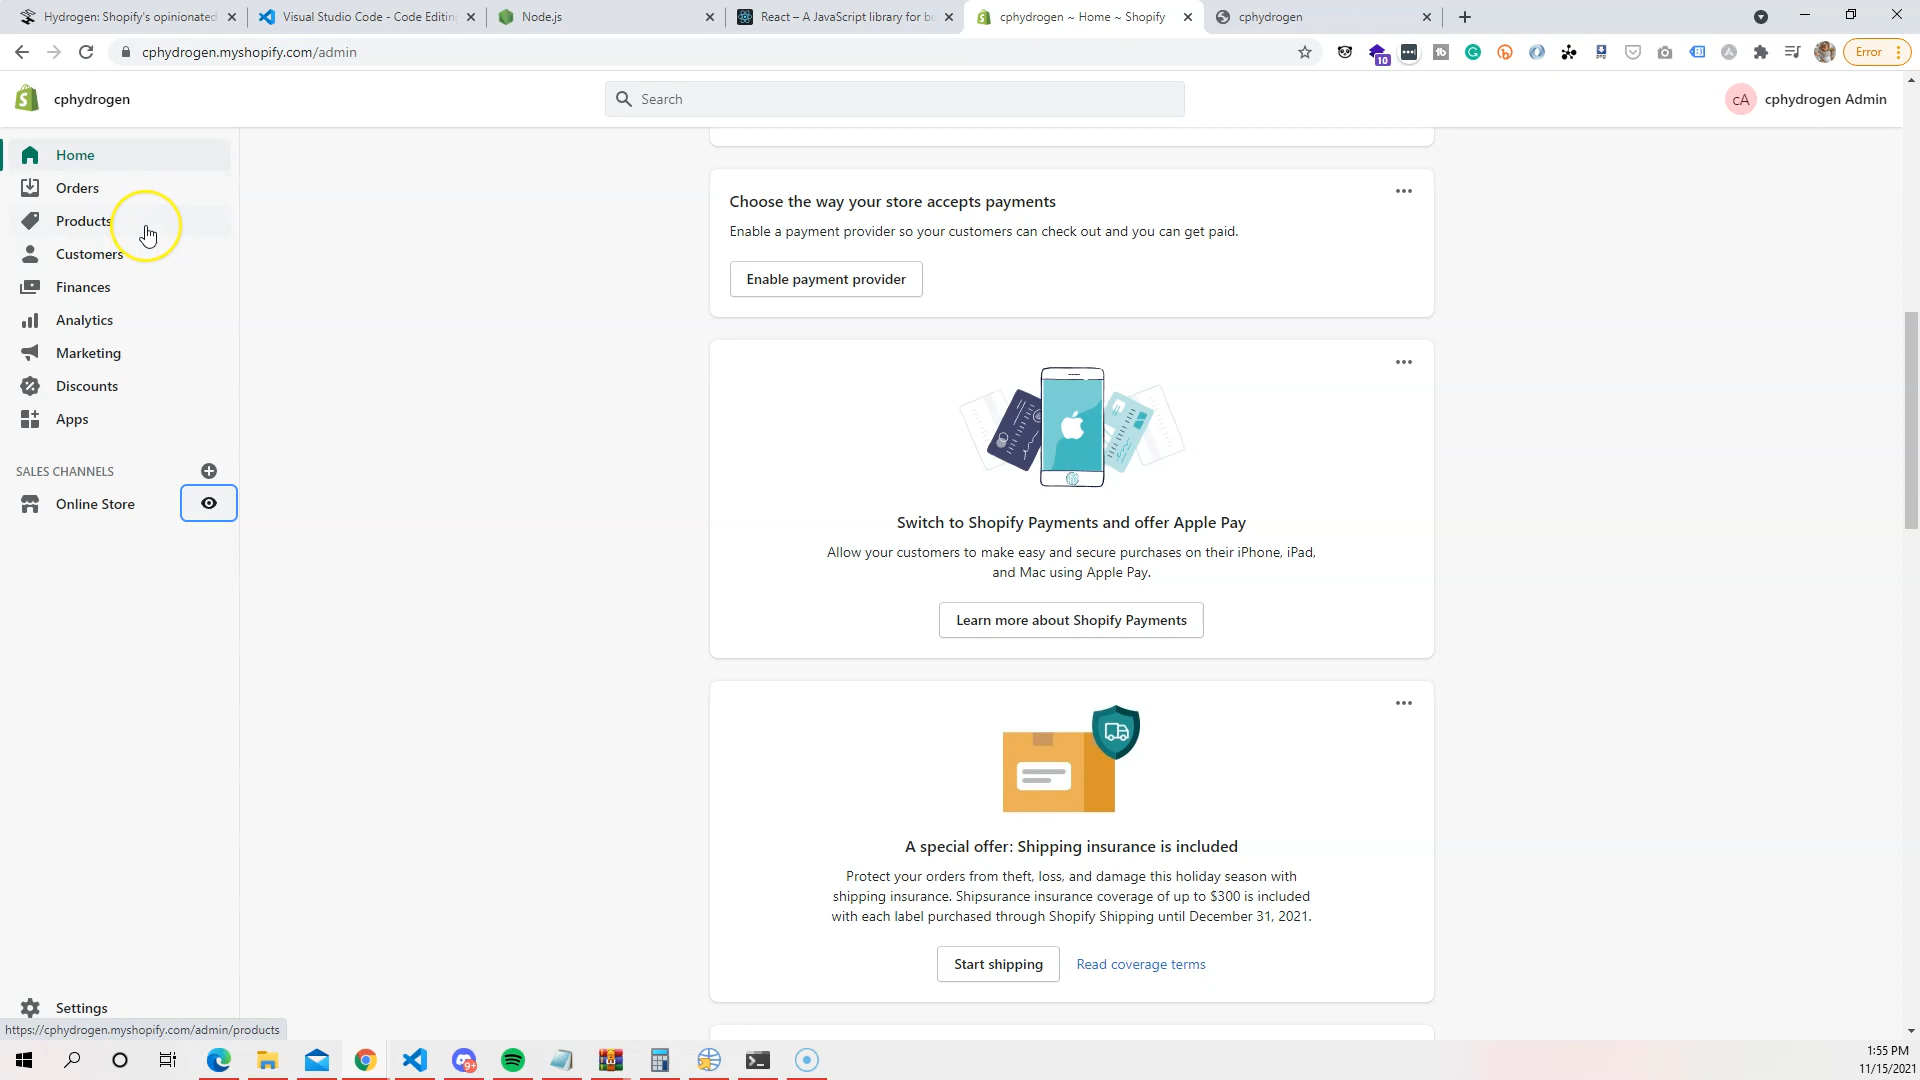 Hydrogen: Shopify's opinionated
Visual Studio Code - Code Editin
Node.js
React – A JavaScript library for bu
cphydrogen ~ Home ~ Shopify
cphydrogen
cphydrogen.myshopify.com/admin
10
Error
cphydrogen
Search
cA
cphydrogen Admin
Home
Orders
Products
Customers
Finances
Analytics
Marketing
Discounts
Apps
SALES CHANNELS
Online Store
Settings
Choose the way your store accepts payments
Enable a payment provider so your customers can check out and you can get paid.
Enable payment provider
Switch to Shopify Payments and offer Apple Pay
Allow your customers to make easy and secure purchases on their iPhone, iPad,
and Mac using Apple Pay.
Learn more about Shopify Payments
A special offer: Shipping insurance is included
Protect your orders from theft, loss, and damage this holiday season with
shipping insurance. Shipsurance insurance coverage of up to $300 is included
with each label purchased through Shopify Shipping until December 31, 2021.
Start shipping
Read coverage terms
https://cphydrogen.myshopify.com/admin/products
9+
1:55 PM
11/15/2021